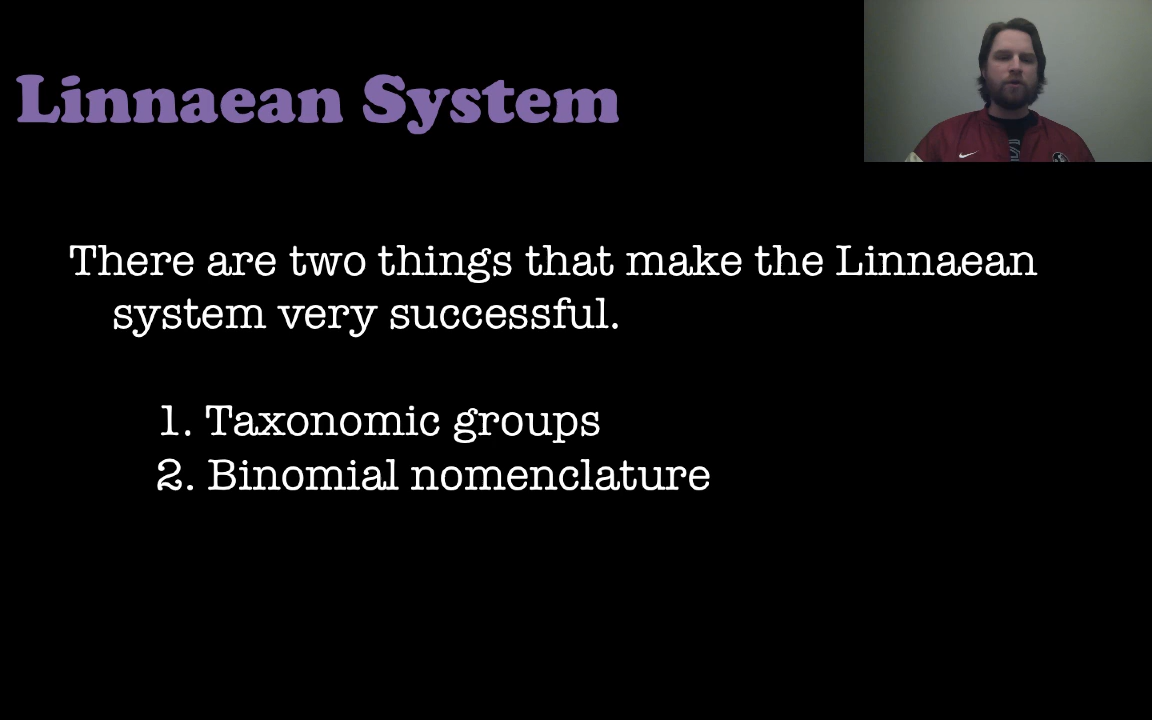 Linnaean System
There are two things that make the Linnaean
system very successful.
1. Taxonomic groups
2. Binomial nomenclature